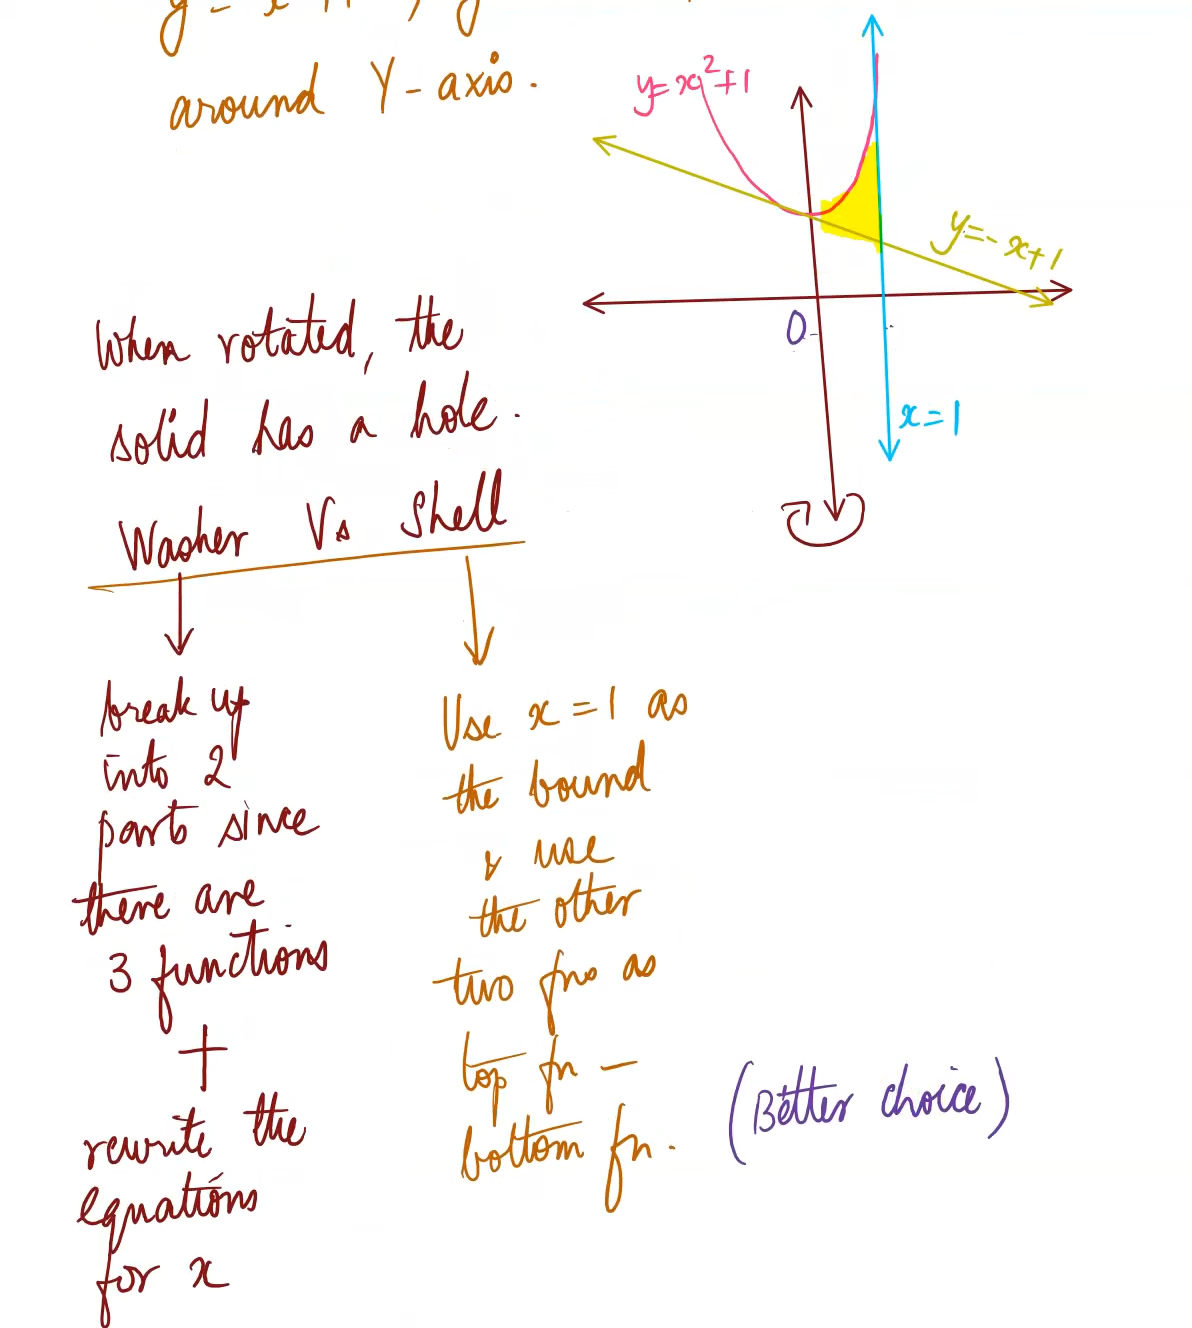 around Y-axis.
y=x²+1
y=-x+1
0
x=1
When rotated, the
solid has a hole.
Washer Vs Shell
break up
into 2
parts since
there are
3 functions
+
rewrite the
equations
for x
Use x=1 as
the bound
& use
the other
two fns as
top fn –
bottom fn.
(Better choice)